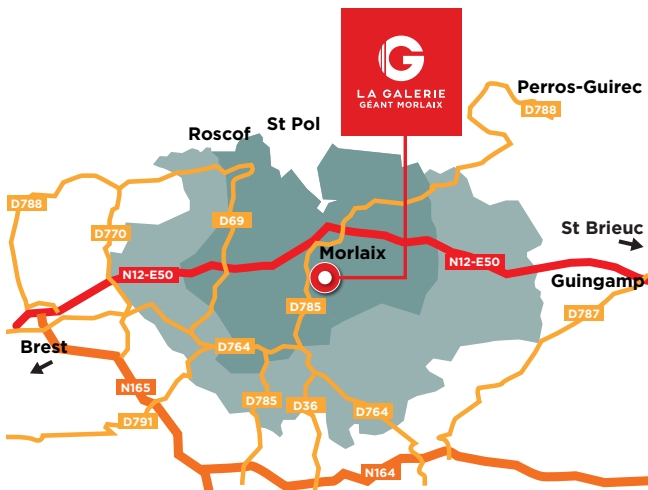 LA GALERIE
GÉANT MORLAIX
Perros-Guirec
D788
St Pol
Roscof
D788
D770
D69
St Brieuc
Morlaix
N12-E50
N12-E50
Guingamp
D785
D787
Brest
D764
N165
D785
D36
D764
D791
N164